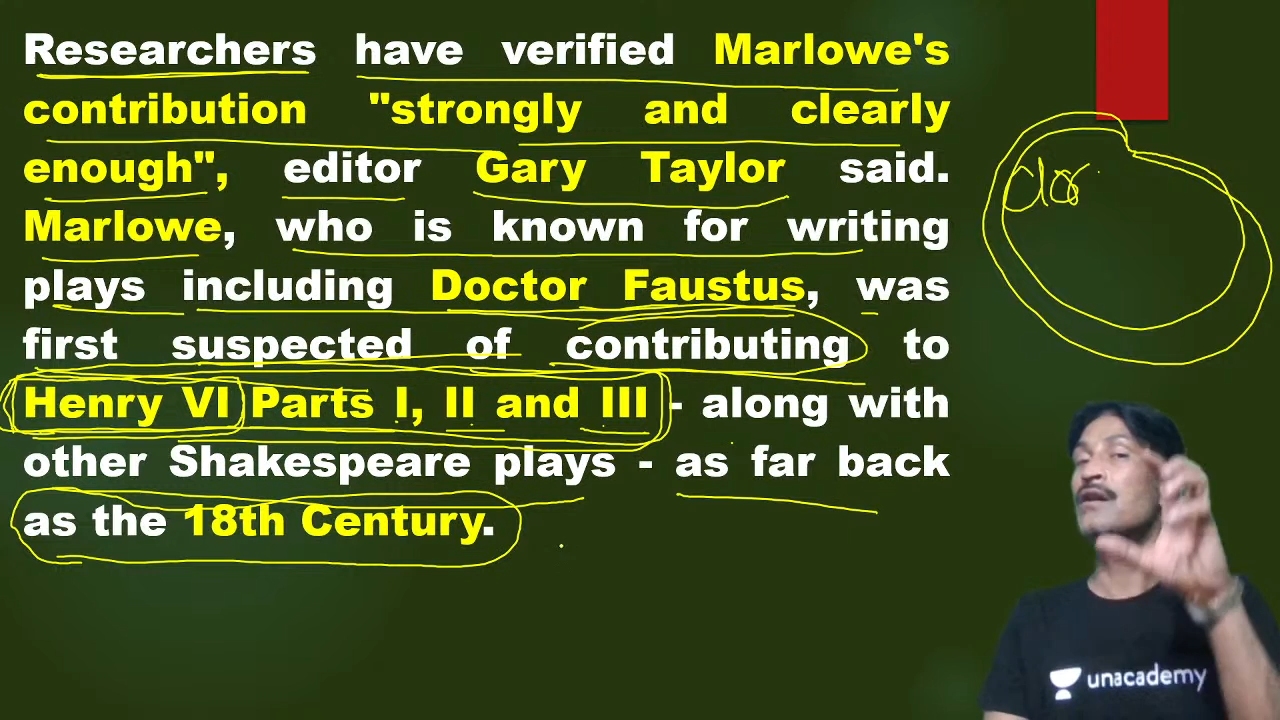 Researchers have verified Marlowe's
contribution "strongly and clearly
enough", editor Gary Taylor said.
Marlowe, who is known for writing
plays including Doctor Faustus, was
first suspected of contributing to
Henry VI Parts I, II and III - along with
other Shakespeare plays - as far back
as the 18th Century.
unacademy